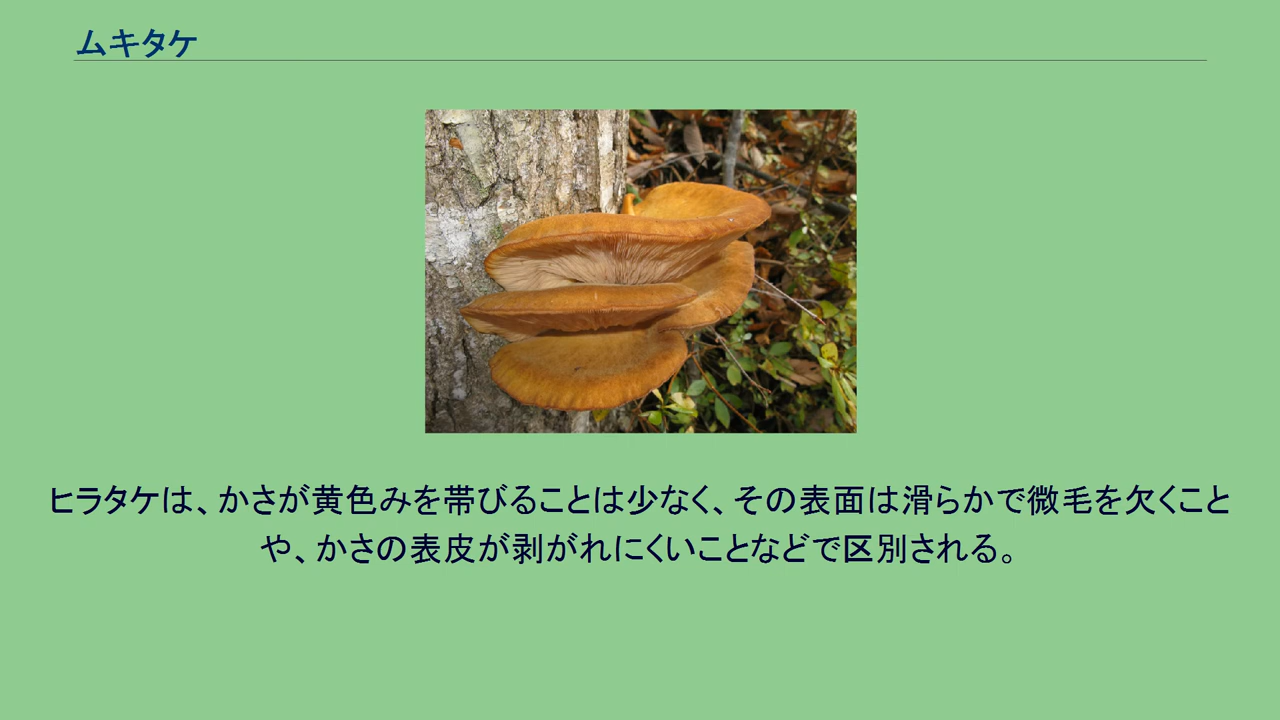 ムキタケ
ヒラタケは、かさが黄色みを帯びることは少なく、その表面は滑らかで微毛を欠くこと
や、かさの表皮が剥がれにくいことなどで区別される。